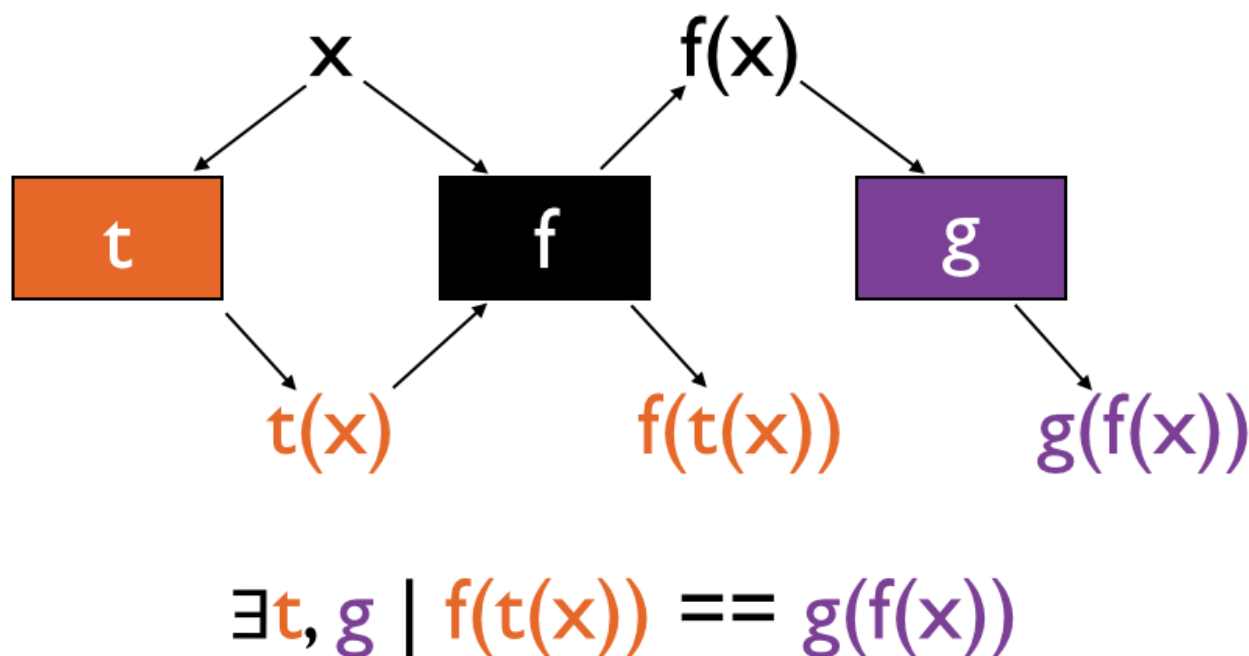 x f(x)
t f g
t(x) f(t(x)) g(f(x))
∃t, g | f(t(x)) == g(f(x))